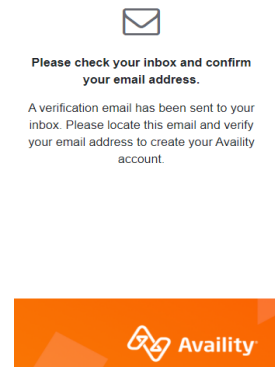 Please check your inbox and confirm
your email address.
A verification email has been sent to your
inbox. Please locate this email and verify
your email address to create your Availity
account.
Availity